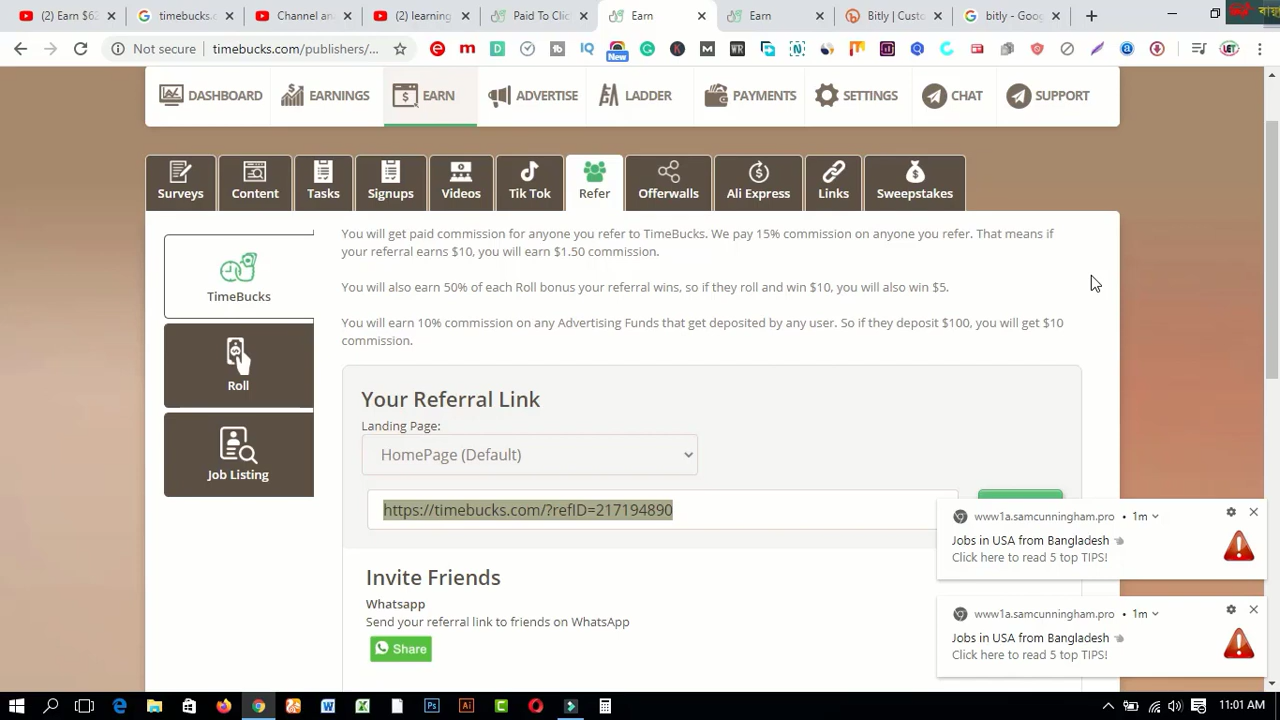 (2) Earn $62
timebucks.c
Channel an
(2) learning
Paid To Cli
Earn
Earn
Bitly | Cust
bitly - Goo
Not secure
timebucks.com/publishers/...
New
DASHBOARD
EARNINGS
EARN
ADVERTISE
LADDER
PAYMENTS
SETTINGS
CHAT
SUPPORT
Surveys
Content
Tasks
Signups
Videos
Tik Tok
Refer
Offerwalls
Ali Express
Links
Sweepstakes
TimeBucks
Roll
Job Listing
You will get paid commission for anyone you refer to TimeBucks. We pay 15% commission on anyone you refer. That means if
your referral earns $10, you will earn $1.50 commission.
You will also earn 50% of each Roll bonus your referral wins, so if they roll and win $10, you will also win $5.
You will earn 10% commission on any Advertising Funds that get deposited by any user. So if they deposit $100, you will get $10
commission.
Your Referral Link
Landing Page:
HomePage (Default)
https://timebucks.com/?refID=217194890
Invite Friends
Whatsapp
Send your referral link to friends on WhatsApp
Share
www1a.samcunningham.pro • 1m
Jobs in USA from Bangladesh
Click here to read 5 top TIPS!
www1a.samcunningham.pro • 1m
Jobs in USA from Bangladesh
Click here to read 5 top TIPS!
11:01 AM